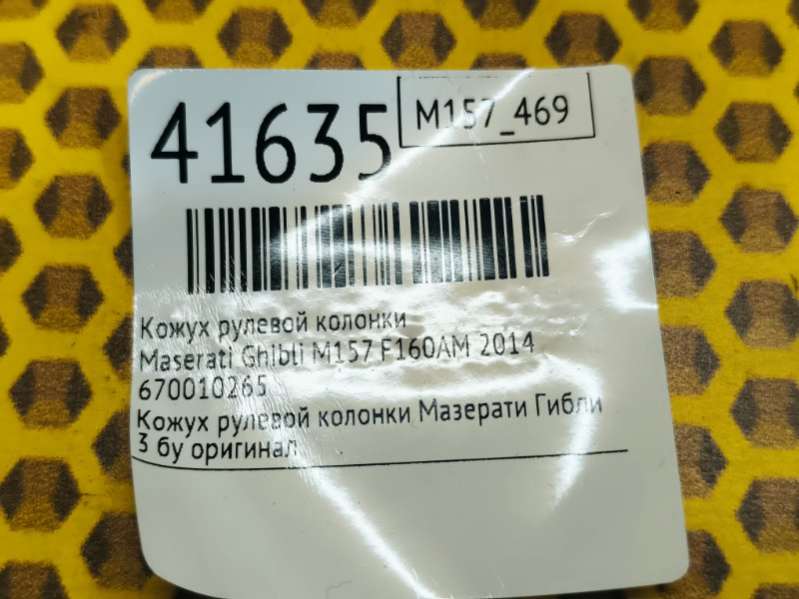 41635
M157_469
Кожух рулевой колонки
Maserati Ghibli M157 F160AM 2014
670010265
Кожух рулевой колонки Мазерати Гибли
3 бу оригинал